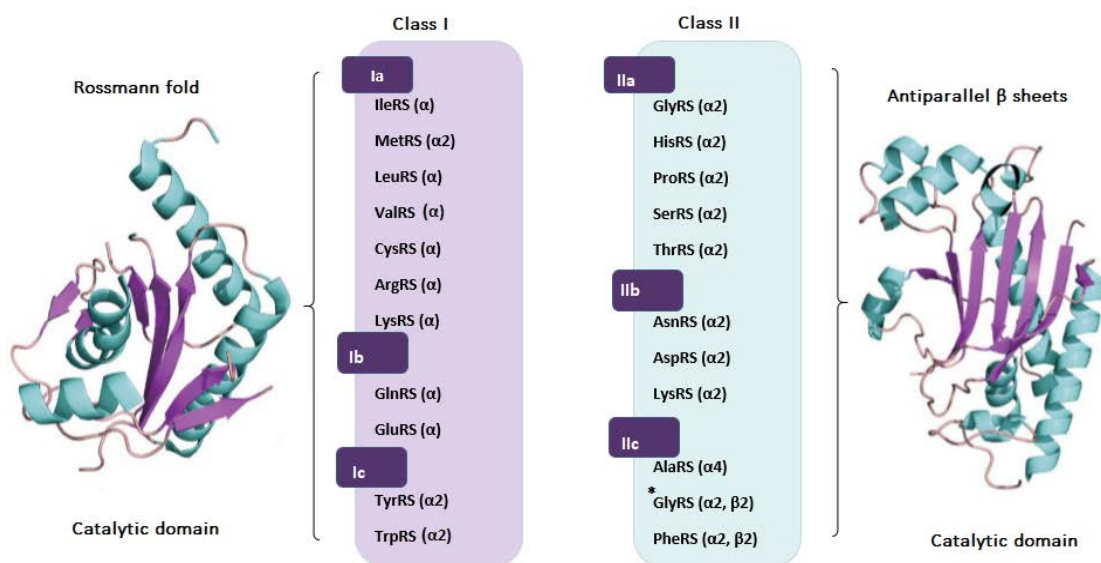 Class I
Class II
Rossmann fold
Ia
IleRS (α)
MetRS (α2)
LeuRS (α)
ValRS (α)
CysRS (α)
ArgRS (α)
LysRS (α)
Ib
GlnRS (α)
GluRS (α)
Ic
TyrRS (α2)
TrpRS (α2)
Catalytic domain
IIa
GlyRS (α2)
HisRS (α2)
ProRS (α2)
SerRS (α2)
ThrRS (α2)
IIb
AsnRS (α2)
AspRS (α2)
LysRS (α2)
IIc
AlaRS (α4)
*GlyRS (α2, β2)
PheRS (α2, β2)
Antiparallel β sheets
Catalytic domain